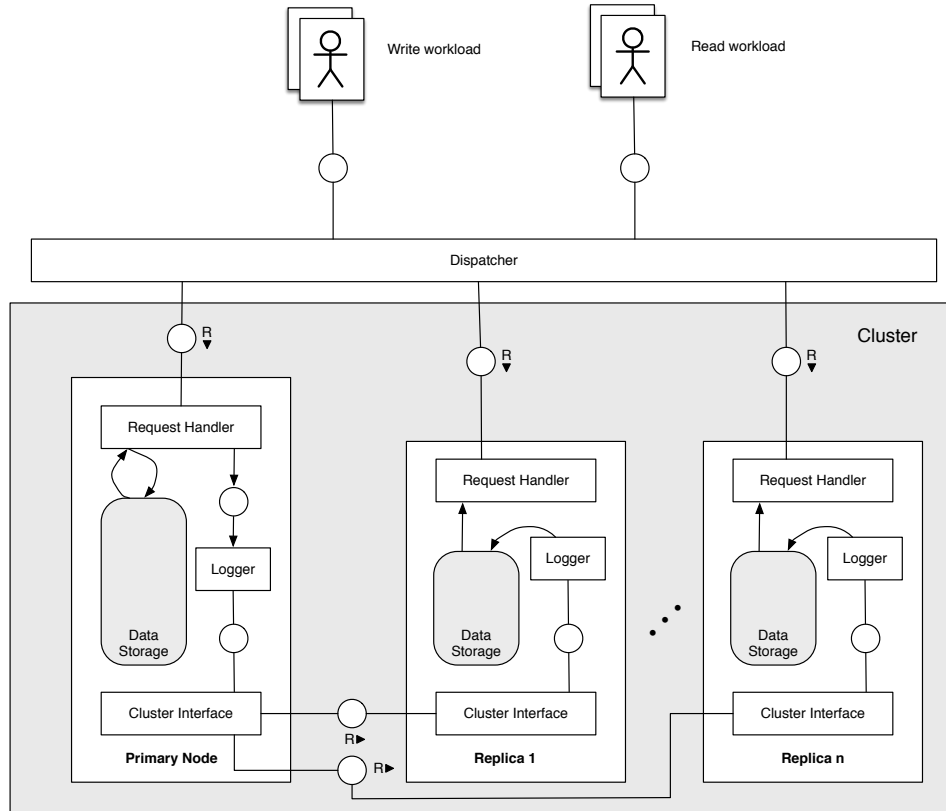 Write workload
Read workload
Dispatcher
Cluster
R
R
R
Request Handler
Logger
Data
Storage
Cluster Interface
Primary Node
Request Handler
Logger
Data
Storage
Cluster Interface
Replica 1
Request Handler
Logger
Data
Storage
Cluster Interface
Replica n
R
R